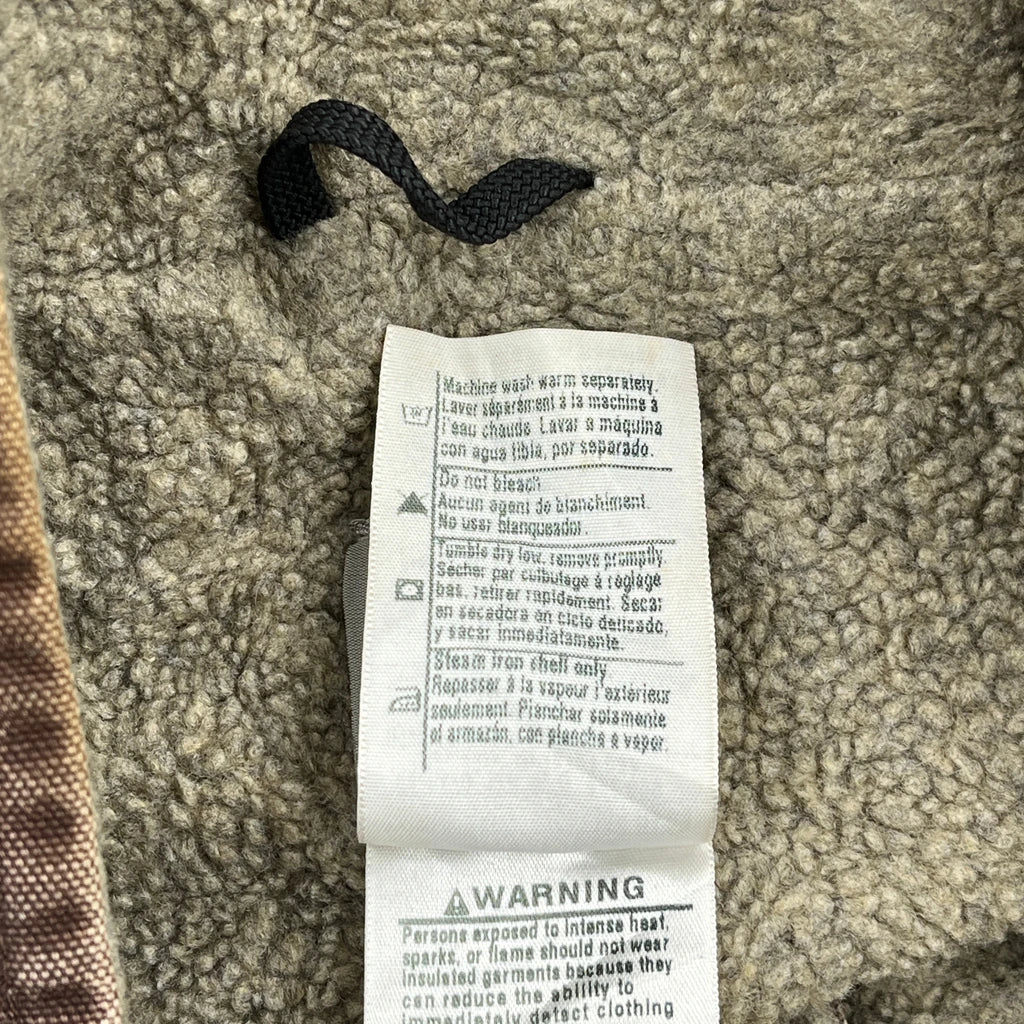 Machine wash warm separately.
Laver séparément à la machine à
l'eau chaude. Lavar a máquina
con agua tibia, por separado.
Do not bleach
Aucun agent de blanchiment.
No usar blanqueador.
Tumble dry low, remove promptly.
Sécher par culbutage à réglage
bas, retirer rapidement. Secar
en secadora en ciclo delicado,
y sacar inmediatamente.
Steam iron shell only
Repasser à la vapeur l'extérieur
seulement. Planchar solamente
el armazón, con plancha a vapor.
WARNING
Persons exposed to intense heat,
sparks, or flame should not wear
insulated garments because they
can reduce the ability to
immediately detect clothing